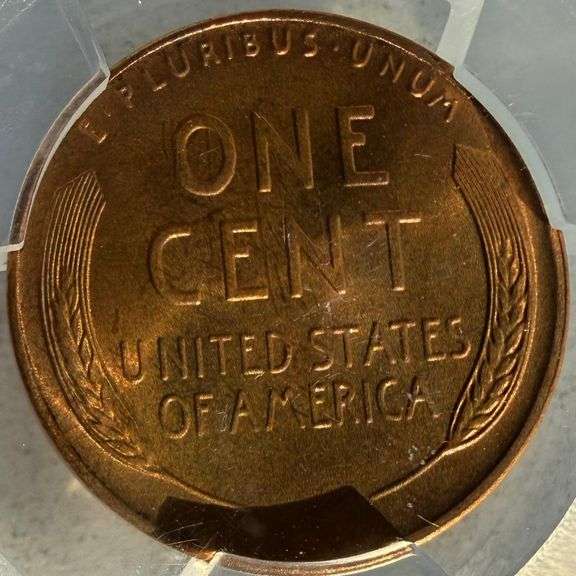 E·PLURIBUS·UNUM
ONE
CENT
UNITED STATES
OF AMERICA